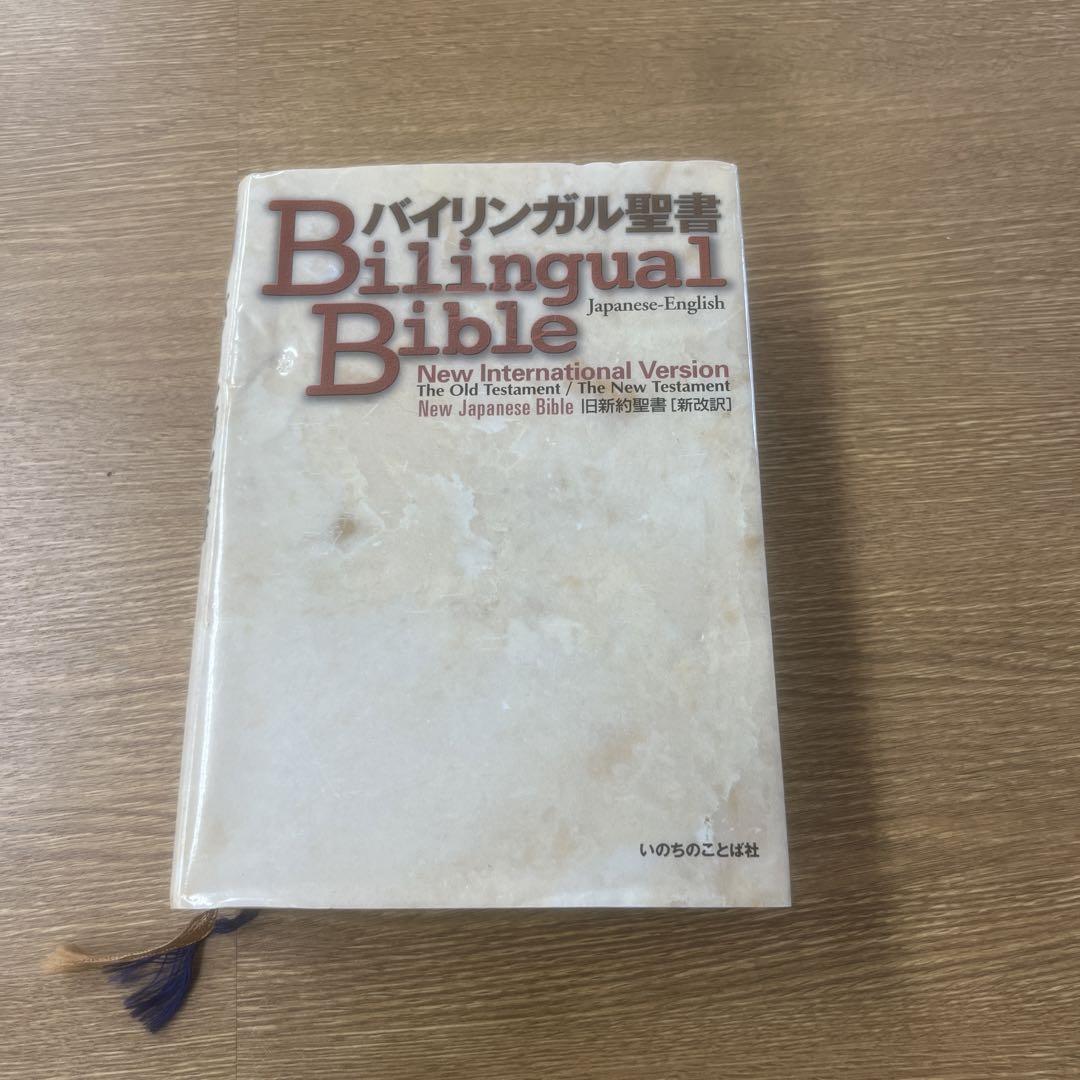 バイリンガル聖書
Bilingual
Japanese-English
Bible
New International Version
The Old Testament / The New Testament
New Japanese Bible 旧新約聖書[新改訳]
いのちのことば社